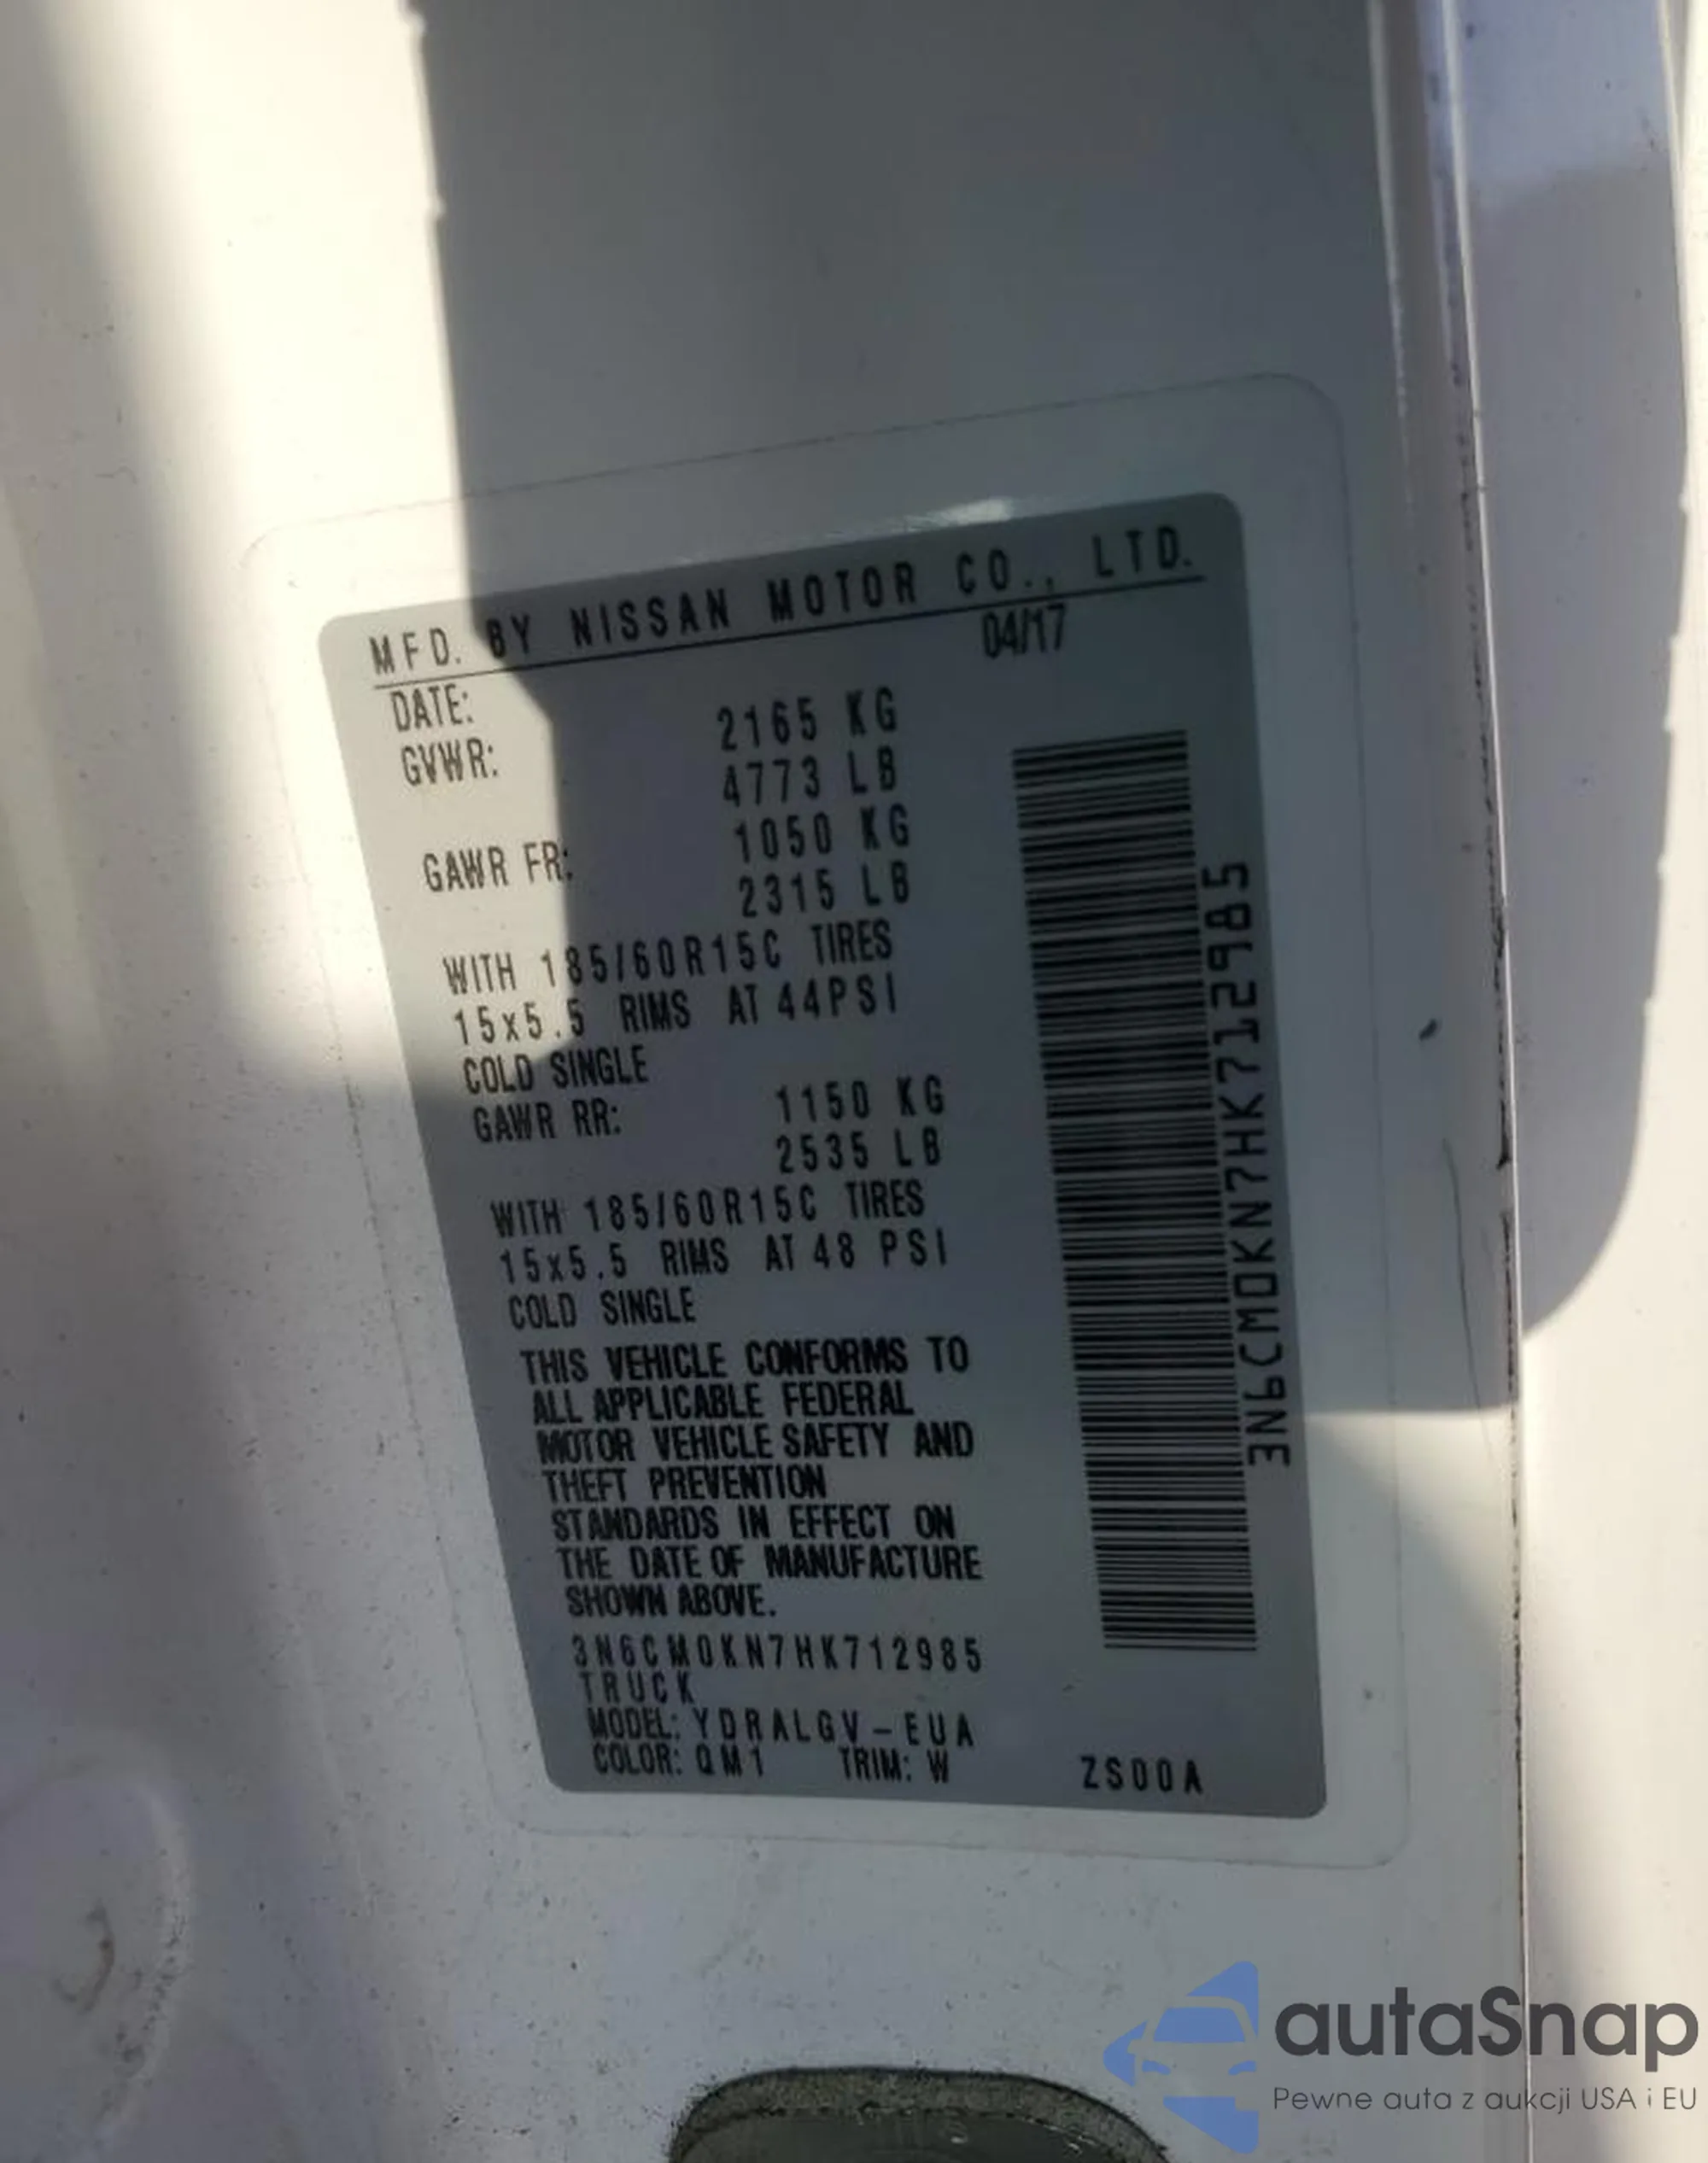 MFD. BY NISSAN MOTOR CO., LTD.
DATE: 04/17
GVWR: 2165 KG
4773 LB
GAWR FR: 1050 KG
2315 LB
WITH 185/60R15C TIRES
15x5.5 RIMS AT 44PSI
COLD SINGLE
GAWR RR: 1150 KG
2535 LB
WITH 185/60R15C TIRES
15x5.5 RIMS AT 48 PSI
COLD SINGLE
THIS VEHICLE CONFORMS TO
ALL APPLICABLE FEDERAL
MOTOR VEHICLE SAFETY AND
THEFT PREVENTION
STANDARDS IN EFFECT ON
THE DATE OF MANUFACTURE
SHOWN ABOVE.
3N6CM0KN7HK712985
TRUCK
MODEL: YDRALGV-EUA
COLOR: QM1 TRIM: W ZS00A
3N6CM0KN7HK712985
autaSnap
Pewne auta z aukcji USA i EU